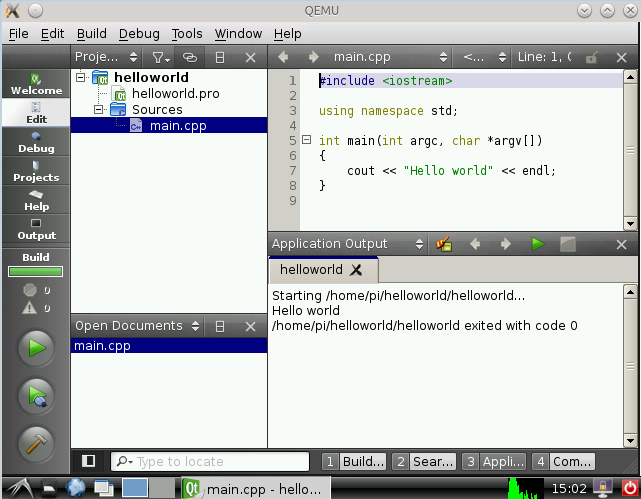 QEMU
File Edit Build Debug Tools Window Help
Proje...
main.cpp
<...
Line: 1, (
Welcome
Edit
Debug
Projects
Help
Output
Build
0
0
helloworld
helloworld.pro
Sources
main.cpp
1 #include <iostream>
2
3 using namespace std;
4
5 int main(int argc, char *argv[])
6 {
7 cout << "Hello world" << endl;
8 }
9
Application Output
helloworld
Starting /home/pi/helloworld/helloworld...
Hello world
/home/pi/helloworld/helloworld exited with code 0
Open Documents
main.cpp
Type to locate
1 Build...
2 Sear...
3 Appli...
4 Com...
main.cpp - hello...
15:02